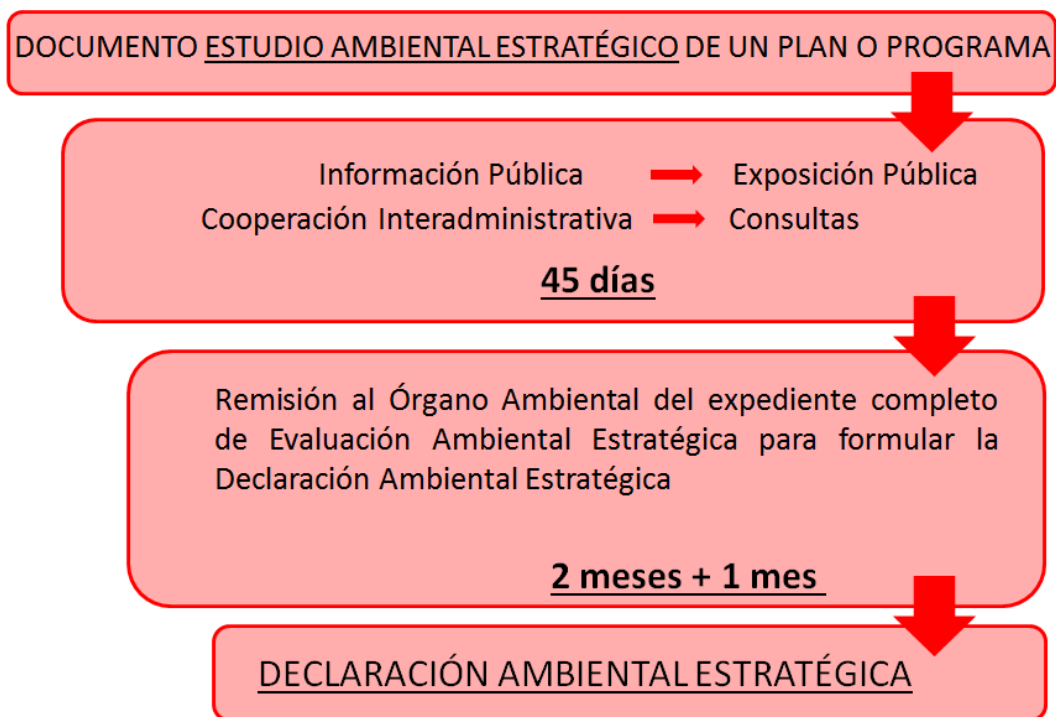 DOCUMENTO ESTUDIO AMBIENTAL ESTRATÉGICO DE UN PLAN O PROGRAMA
Información Pública Exposición Pública
Cooperación Interadministrativa Consultas
45 días
Remisión al Órgano Ambiental del expediente completo
de Evaluación Ambiental Estratégica para formular la
Declaración Ambiental Estratégica
2 meses + 1 mes
DECLARACIÓN AMBIENTAL ESTRATÉGICA